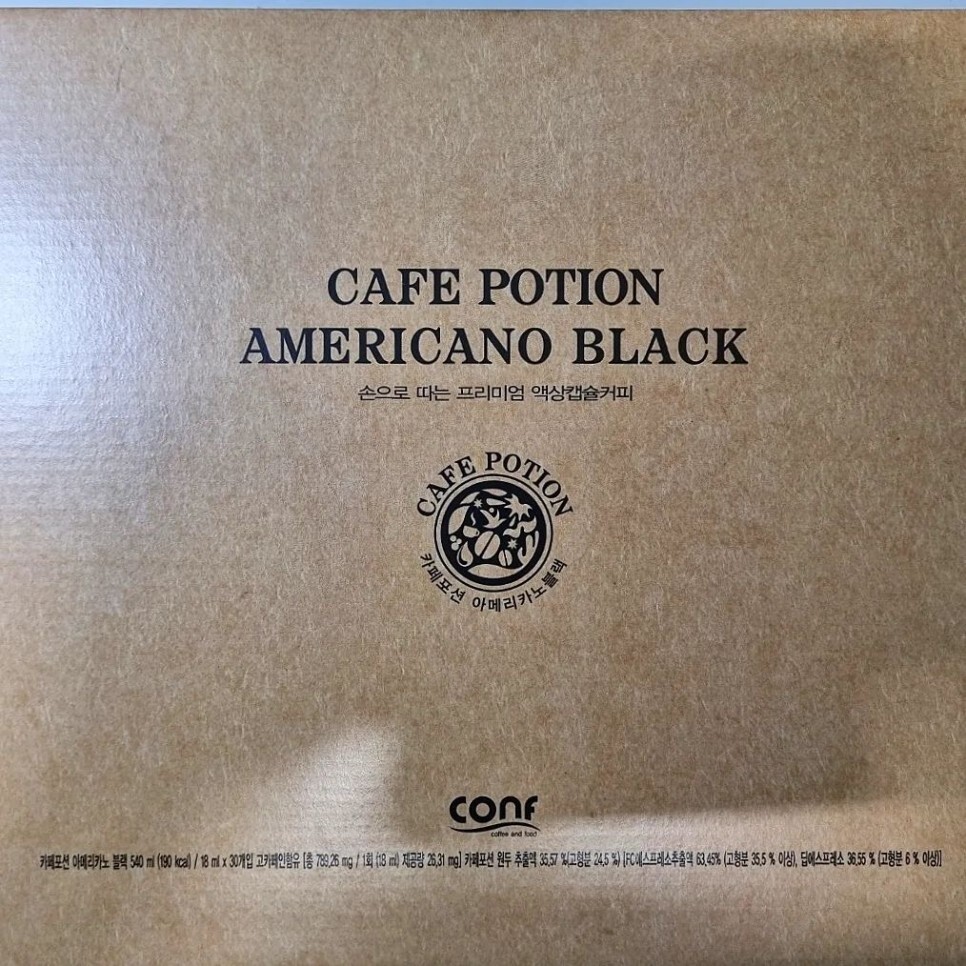 CAFE POTION
AMERICANO BLACK
손으로 따는 프리미엄 액상캡슐커피
CAFE POTION
카페포션 아메리카노블랙
conf
coffee and food
카페포션 아메리카노 블랙 540 ml (190 kcal) / 18 ml x 30개입 고카페인함유 [총 789,26 mg / 1회 (18 ml) 제공량 26,31 mg] 카페포션 원두 추출액 35,57 %(고형분 24,5 %) [FC에스프레소추출액 63,45% (고형분 35,5 % 이상), 딥에스프레소 36,55 % (고형분 6 % 이상)]